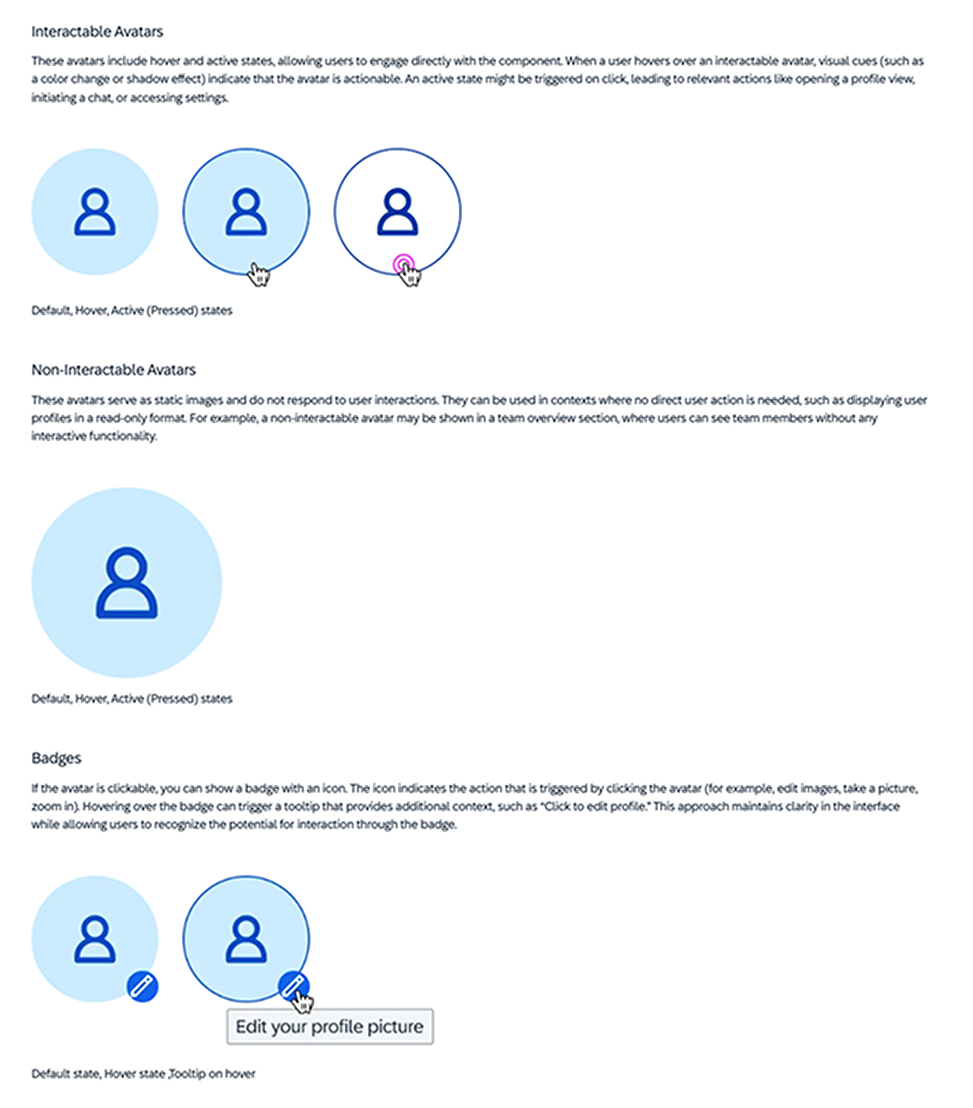 Interactable Avatars
These avatars include hover and active states, allowing users to engage directly with the component. When a user hovers over an interactable avatar, visual cues (such as
a color change or shadow effect) indicate that the avatar is actionable. An active state might be triggered on click, leading to relevant actions like opening a profile view,
initiating a chat, or accessing settings.
Default, Hover, Active (Pressed) states
Non-Interactable Avatars
These avatars serve as static images and do not respond to user interactions. They can be used in contexts where no direct user action is needed, such as displaying user
profiles in a read-only format. For example, a non-interactable avatar may be shown in a team overview section, where users can see team members without any
interactive functionality.
Default, Hover, Active (Pressed) states
Badges
If the avatar is clickable, you can show a badge with an icon. The icon indicates the action that is triggered by clicking the avatar (for example, edit images, take a picture,
zoom in). Hovering over the badge can trigger a tooltip that provides additional context, such as "Click to edit profile." This approach maintains clarity in the interface
while allowing users to recognize the potential for interaction through the badge.
Edit your profile picture
Default state, Hover state ,Tooltip on hover